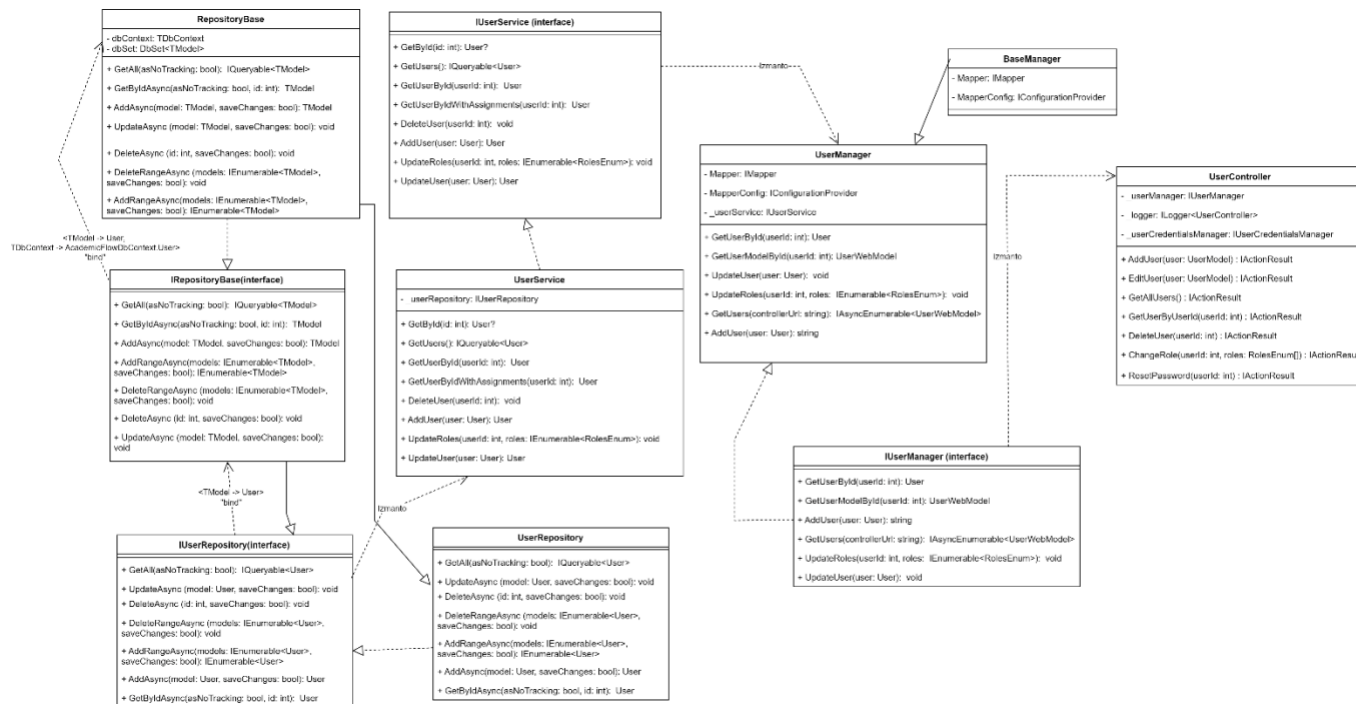 RepositoryBase
- dbContext: TDbContext
- dbSet: DbSet<TModel>
+ GetAll(asNoTracking: bool): IQueryable<TModel>
+ GetByIdAsync(asNoTracking: bool, id: int): TModel
+ AddAsync(model: TModel, saveChanges: bool): TModel
+ UpdateAsync (model: TModel, saveChanges: bool): void
+ DeleteAsync (id: int, saveChanges: bool): void
+ DeleteRangeAsync (models: IEnumerable<TModel>,
saveChanges: bool): void
+ AddRangeAsync(models: IEnumerable<TModel>,
saveChanges: bool): IEnumerable<TModel>
<TModel -> User,
TDbContext -> AcademicFlowDbContext.User>
"bind"
IRepositoryBase(interface)
+ GetAll(asNoTracking: bool): IQueryable<TModel>
+ GetByIdAsync(asNoTracking: bool, id: int): TModel
+ AddAsync(model: TModel, saveChanges: bool): TModel
+ AddRangeAsync(models: IEnumerable<TModel>,
saveChanges: bool): IEnumerable<TModel>
+ DeleteRangeAsync (models: IEnumerable<TModel>,
saveChanges: bool): void
+ DeleteAsync (id: int, saveChanges: bool): void
+ UpdateAsync (model: TModel, saveChanges: bool):
void
<TModel -> User>
"bind"
IUserRepository(interface)
+ GetAll(asNoTracking: bool): IQueryable<User>
+ UpdateAsync (model: User, saveChanges: bool): void
+ DeleteAsync (id: int, saveChanges: bool): void
+ DeleteRangeAsync (models: IEnumerable<User>,
saveChanges: bool): void
+ AddRangeAsync(models: IEnumerable<User>,
saveChanges: bool): IEnumerable<User>
+ AddAsync(model: User, saveChanges: bool): User
+ GetByIdAsync(asNoTracking: bool, id: int): User
IUserService (interface)
+ GetById(id: int): User?
+ GetUsers(): IQueryable<User>
+ GetUserById(userId: int): User
+ GetUserByIdWithAssignments(userId: int): User
+ DeleteUser(userId: int): void
+ AddUser(user: User): User
+ UpdateRoles(userId: int, roles: IEnumerable<RolesEnum>): void
+ UpdateUser(user: User): User
UserService
- userRepository: IUserRepository
+ GetById(id: int): User?
+ GetUsers(): IQueryable<User>
+ GetUserById(userId: int): User
+ GetUserByIdWithAssignments(userId: int): User
+ DeleteUser(userId: int): void
+ AddUser(user: User): User
+ UpdateRoles(userId: int, roles: IEnumerable<RolesEnum>): void
+ UpdateUser(user: User): User
Izmanto
UserRepository
+ GetAll(asNoTracking: bool): IQueryable<User>
+ UpdateAsync (model: User, saveChanges: bool): void
+ DeleteAsync (id: int, saveChanges: bool): void
+ DeleteRangeAsync (models: IEnumerable<User>,
saveChanges: bool): void
+ AddRangeAsync(models: IEnumerable<User>,
saveChanges: bool): IEnumerable<User>
+ AddAsync(model: User, saveChanges: bool): User
+ GetByIdAsync(asNoTracking: bool, id: int): User
Izmanto
BaseManager
- Mapper: IMapper
- MapperConfig: IConfigurationProvider
UserManager
- Mapper: IMapper
- MapperConfig: IConfigurationProvider
- _userService: IUserService
+ GetUserById(userId: int): User
+ GetUserModelById(userId: int): UserWebModel
+ UpdateUser(user: User): void
+ UpdateRoles(userId: int, roles: IEnumerable<RolesEnum>): void
+ GetUsers(controllerUrl: string): IAsyncEnumerable<UserWebModel>
+ AddUser(user: User): string
Izmanto
UserController
- userManager: IUserManager
- logger: ILogger<UserController>
- _userCredentialsManager: IUserCredentialsManager
+ AddUser(user: UserModel) : IActionResult
+ EditUser(user: UserModel) : IActionResult
+ GetAllUsers() : IActionResult
+ GetUserByUserId(userId: int) : IActionResult
+ DeleteUser(userId: int) : IActionResult
+ ChangeRole(userId: int, roles: RolesEnum[]) : IActionResu
+ ResetPassword(userId: int) : IActionResult
IUserManager (interface)
+ GetUserById(userId: int): User
+ GetUserModelById(userId: int): UserWebModel
+ AddUser(user: User): string
+ GetUsers(controllerUrl: string): IAsyncEnumerable<UserWebModel>
+ UpdateRoles(userId: int, roles: IEnumerable<RolesEnum>): void
+ UpdateUser(user: User): void